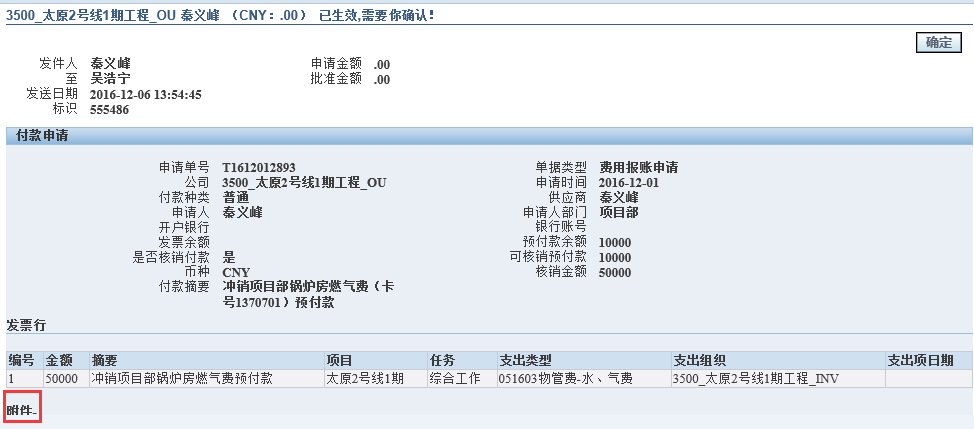 3500_太原2号线1期工程_OU 秦义峰 （CNY：.00） 已生效,需要你确认!
确定
发件人 秦义峰 申请金额 .00
至 吴浩宁 批准金额 .00
发送日期 2016-12-06 13:54:45
标识 555486
付款申请
申请单号 T1612012893 单据类型 费用报账申请
公司 3500_太原2号线1期工程_OU 申请时间 2016-12-01
付款种类 普通 供应商 秦义峰
申请人 秦义峰 申请人部门 项目部
开户银行 银行账号
发票余额 预付款余额 10000
是否核销付款 是 可核销预付款 10000
币种 CNY 核销金额 50000
付款摘要 冲销项目部锅炉房燃气费（卡
号1370701）预付款
发票行
编号 金额 摘要 项目 任务 支出类型 支出组织 支出项日期
1 50000 冲销项目部锅炉房燃气费预付款 太原2号线1期 综合工作 051603物管费-水、气费 3500_太原2号线1期工程_INV
附件-